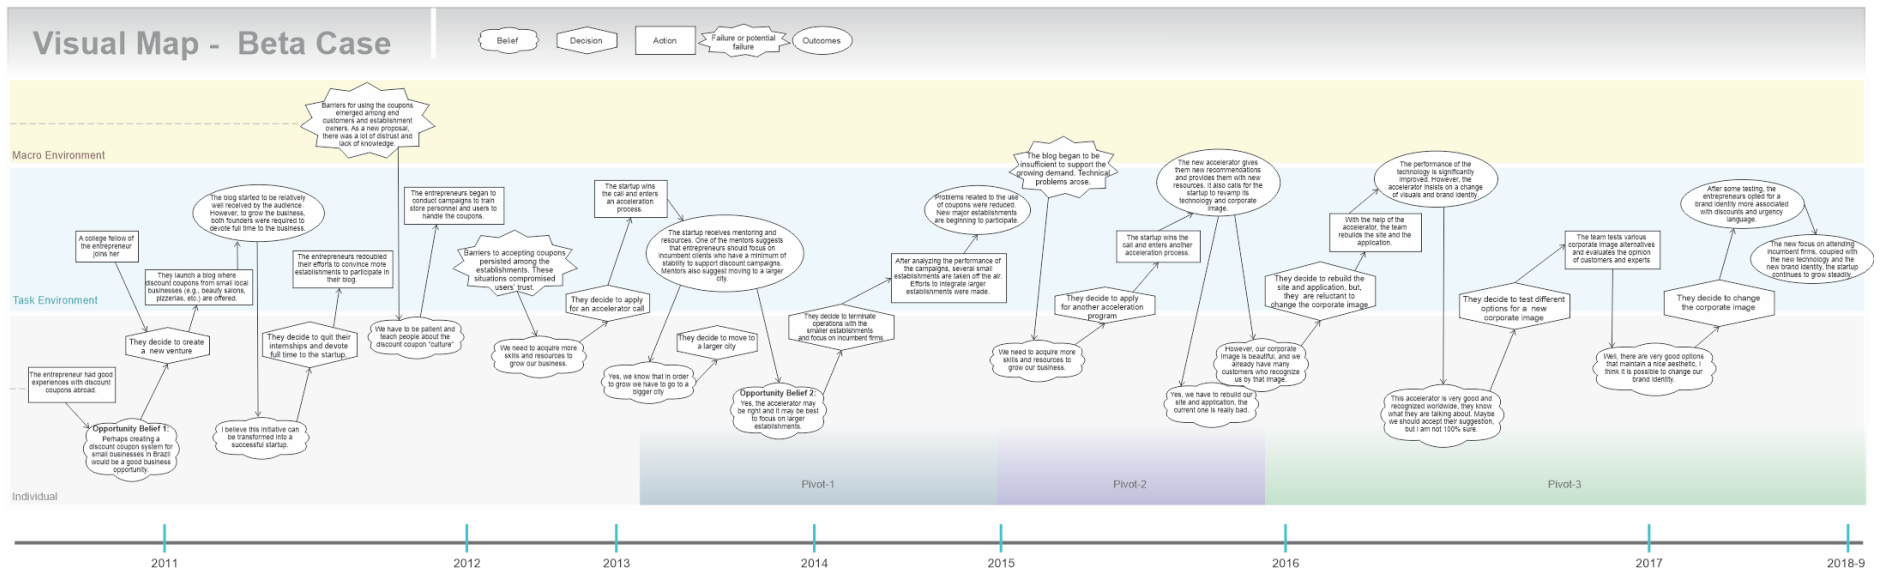 Visual Map - Beta Case
Belief
Decision
Action
Failure or potential
failure
Outcomes
Macro Environment
Task Environment
Individual
The entrepreneur had good
experiences with discount
coupons abroad.
Opportunity Belief 1:
Perhaps creating a
discount coupon system for
small businesses in Brazil
would be a good business
opportunity.
A college fellow of
the entrepreneur
joins her
They decide to create
a new venture
They launch a blog where
discount coupons from small local
businesses (e.g., beauty salons,
pizzerias, etc.) are offered.
The blog started to be relatively
well received by the audience.
However, to grow the business,
both founders were required to
devote full time to the business.
I believe this initiative can
be transformed into a
successful startup.
They decide to quit their
internships and devote
full time to the startup.
The entrepreneurs redoubled
their efforts to convince more
establishments to participate in
their blog.
Barriers for using the coupons
emerged among end
customers and establishment
owners. As a new proposal,
there was a lot of distrust and
lack of knowledge.
We have to be patient and
teach people about the
discount coupon "culture"
The entrepreneurs began to
conduct campaigns to train
store personnel and users to
handle the coupons.
Barriers to accepting coupons
persisted among the
establishments. These
situations compromised
users' trust.
We need to acquire more
skills and resources to
grow our business.
They decide to apply
for an accelerator call
The startup wins
the call and enters
an acceleration
process.
The startup receives mentoring and
resources. One of the mentors suggests
that entrepreneurs should focus on
incumbent clients who have a minimum of
stability to support discount campaigns.
Mentors also suggest moving to a larger
city.
Yes, we know that in order
to grow we have to go to a
bigger city
They decide to move to
a larger city
Opportunity Belief 2:
Yes, the accelerator may
be right and it may be best
to focus on larger
establishments.
They decide to terminate
operations with the
smaller establishments
and focus on incumbent firms.
After analyzing the performance of
the campaigns, several small
establishments are taken off the air.
Efforts to integrate larger
establishments were made.
Problems related to the use
of coupons were reduced.
New major establishments
are beginning to participate.
The blog began to be
insufficient to support the
growing demand. Technical
problems arose.
We need to acquire more
skills and resources to
grow our business.
They decide to apply
for another acceleration
program
The startup wins the
call and enters another
acceleration process.
The new accelerator gives
them new recommendations
and provides them with new
resources. It also calls for the
startup to revamp its
technology and corporate
image.
Yes, we have to rebuild our
site and application, the
current one is really bad.
However, our corporate
image is beautiful, and we
already have many
customers who recognize
us by that image.
They decide to rebuild the
site and application, but,
they are reluctant to
change the corporate image
With the help of the
accelerator, the team
rebuilds the site and the
application.
The performance of the
technology is significantly
improved. However, the
accelerator insists on a change
of visuals and brand identity
This accelerator is very good and
recognized worldwide, they know
what they are talking about. Maybe
we should accept their suggestion,
but I am not 100% sure.
They decide to test different
options for a new
corporate image
The team tests various
corporate image alternatives
and evaluates the opinion
of customers and experts
Well, there are very good options
that maintain a nice aesthetic, I
think it is possible to change our
brand identity.
They decide to change
the corporate image
After some testing, the
entrepreneurs opted for a
brand identity more associated
with discounts and urgency
language.
The new focus on attending
incumbent firms, coupled with
the new technology and the
new brand identity, the startup
continues to grow steadily.
Pivot-1
Pivot-2
Pivot-3
2011
2012
2013
2014
2015
2016
2017
2018-9